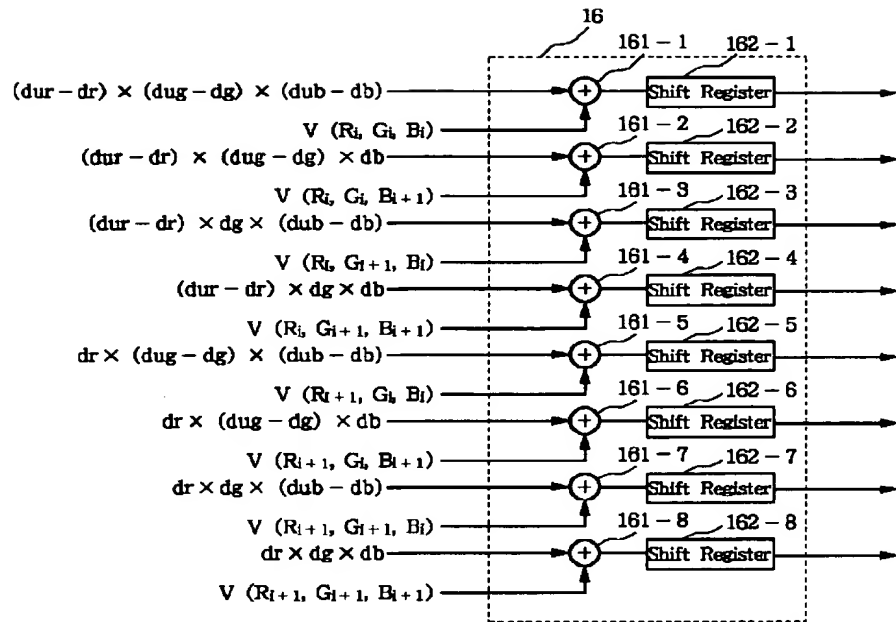 16
161-1 162-1
(dur-dr) × (dug-dg) × (dub-db) + Shift Register
V (Ri, Gi, Bi) 161-2 162-2
(dur-dr) × (dug-dg) × db + Shift Register
V (Ri, Gi, Bi+1) 161-3 162-3
(dur-dr) × dg × (dub-db) + Shift Register
V (RI, GI+1, BI) 161-4 162-4
(dur-dr) × dg × db + Shift Register
V (Ri, Gi+1, Bi+1) 161-5 162-5
dr × (dug-dg) × (dub-db) + Shift Register
V (RI+1, Gi, BI) 161-6 162-6
dr × (dug-dg) × db + Shift Register
V (Ri+1, Gi, Bi+1) 161-7 162-7
dr × dg × (dub-db) + Shift Register
V (Ri+1, Gi+1, Bi) 161-8 162-8
dr × dg × db + Shift Register
V (RI+1, GI+1, BI+1)